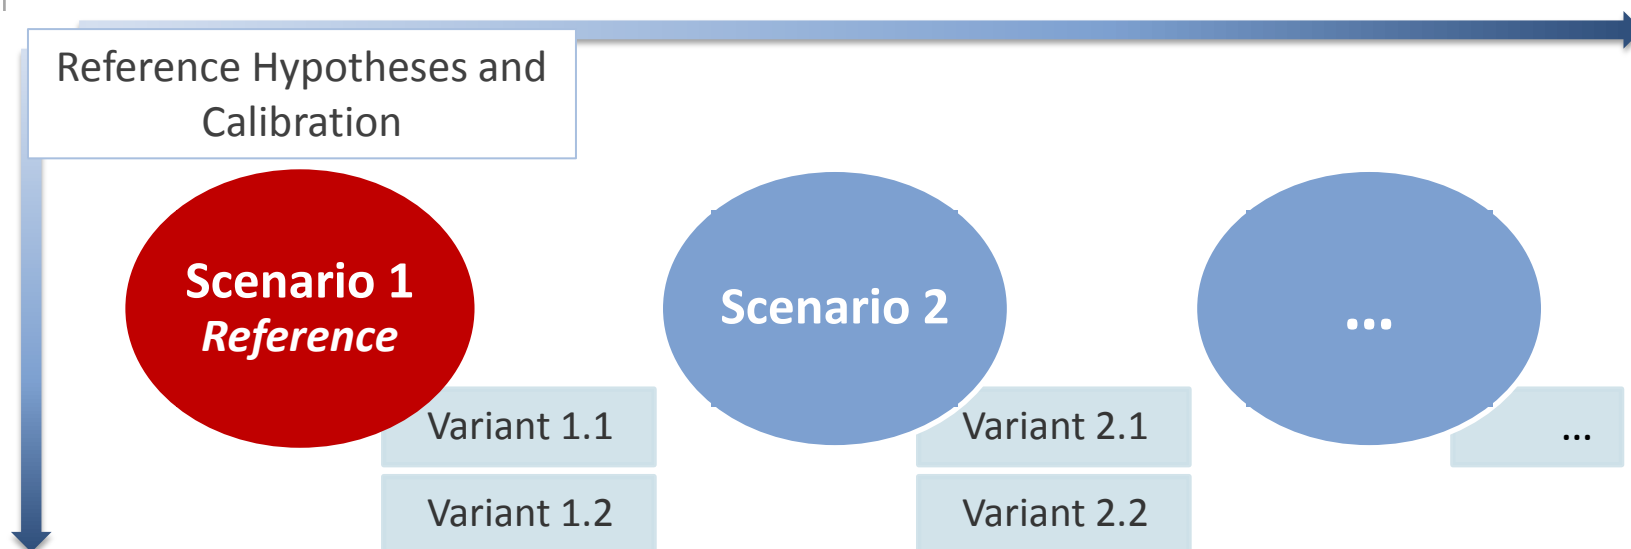 Reference Hypotheses and
Calibration
Scenario 1
Reference
Scenario 2
...
Variant 1.1
Variant 2.1
...
Variant 1.2
Variant 2.2